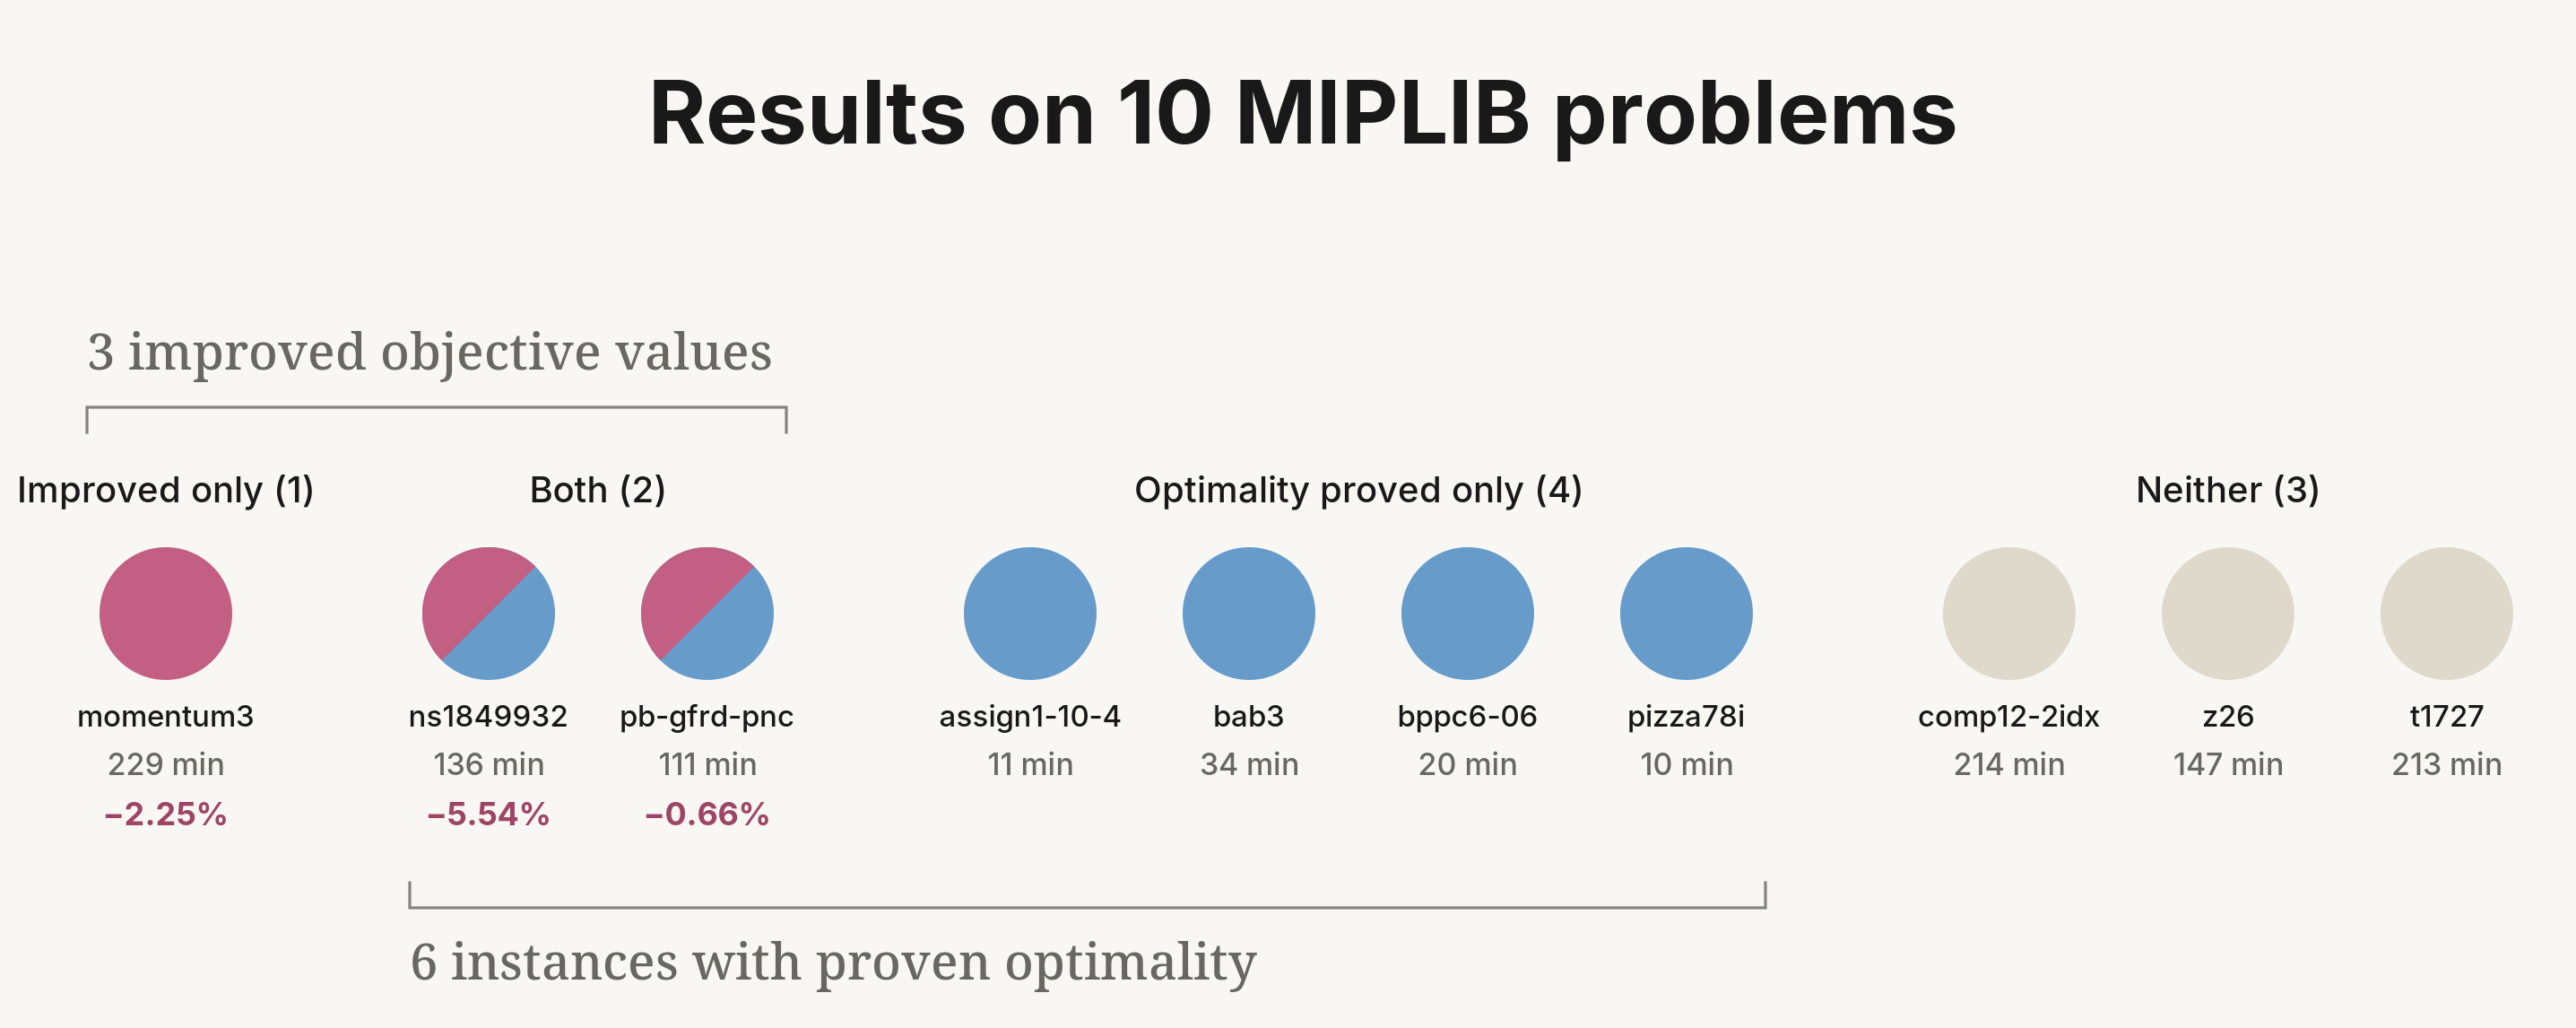 Results on 10 MIPLIB problems
3 improved objective values
Improved only (1)
Both (2)
Optimality proved only (4)
Neither (3)
momentum3
229 min
−2.25%
ns1849932
136 min
−5.54%
pb-gfrd-pnc
111 min
−0.66%
assign1-10-4
11 min
bab3
34 min
bppc6-06
20 min
pizza78i
10 min
comp12-2idx
214 min
z26
147 min
t1727
213 min
6 instances with proven optimality